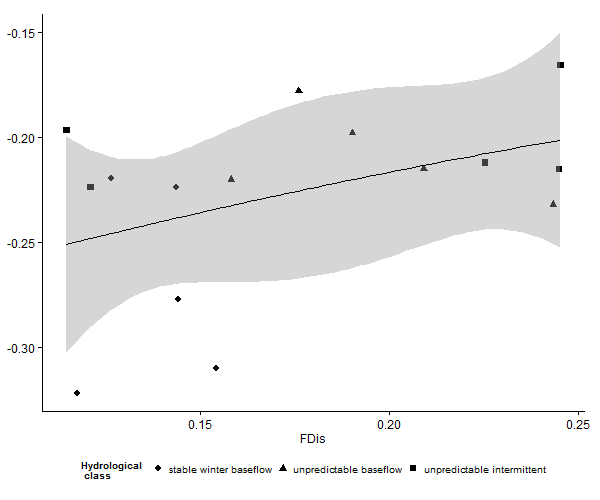 -0.15
-0.20
-0.25
-0.30
0.15 0.20 0.25
FDis
Hydrological
class
stable winter baseflow unpredictable baseflow unpredictable intermittent